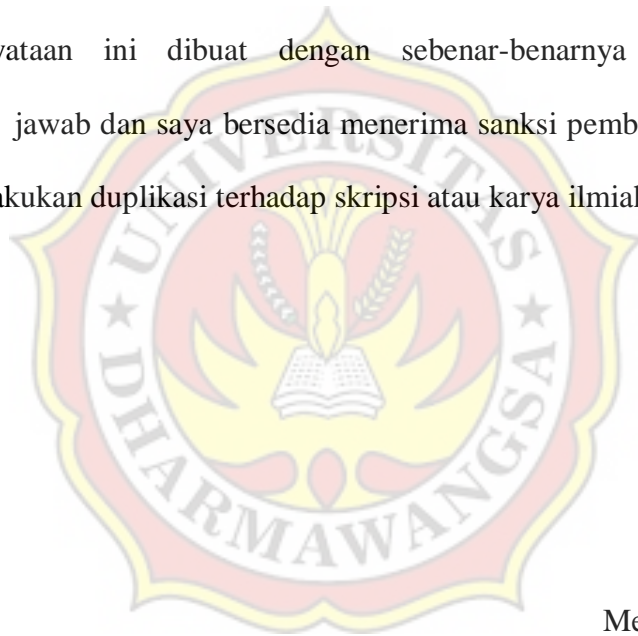 yataan ini dibuat dengan sebenar-benarnya
jawab dan saya bersedia menerima sanksi pemb
akukan duplikasi terhadap skripsi atau karya ilmiah
UNIVERSITAS
DHARMAWANGSA
Me